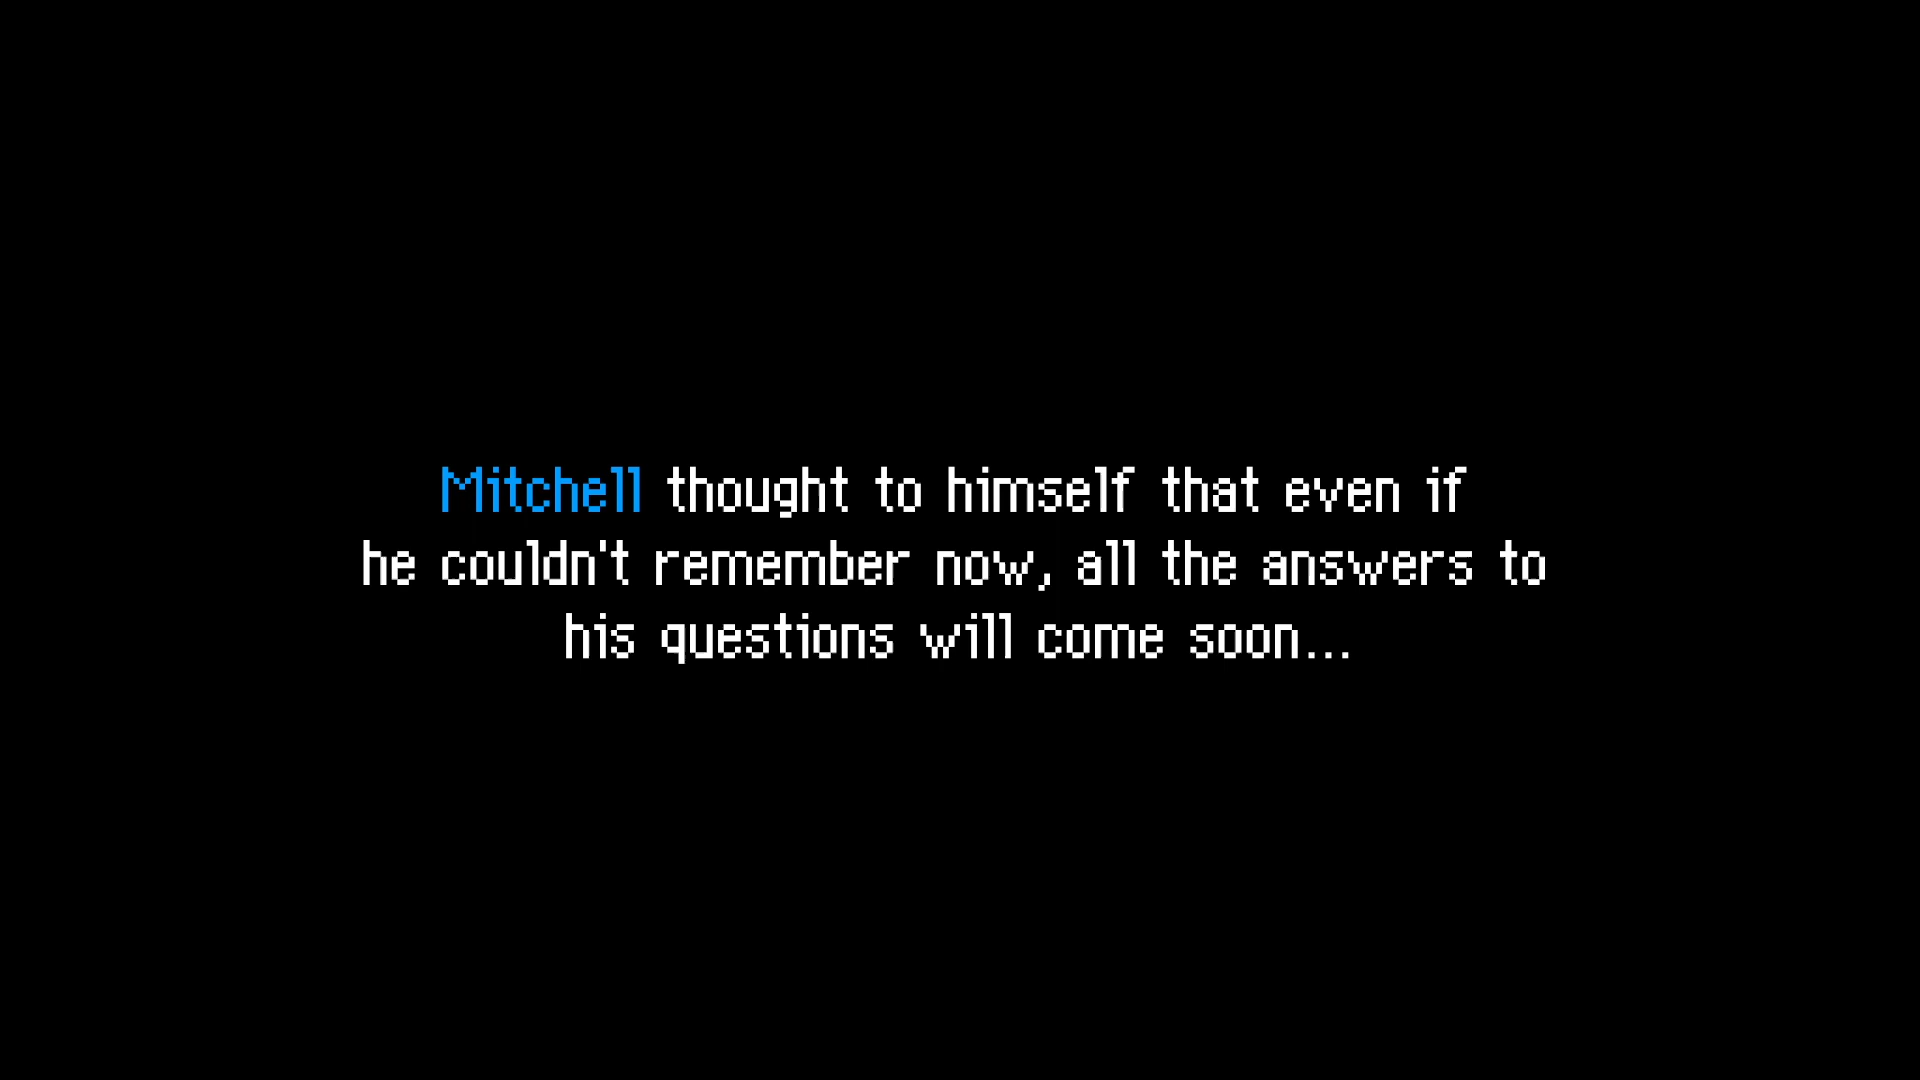 Mitchell thought to himself that even if
he couldn't remember now, all the answers to
his questions will come soon...